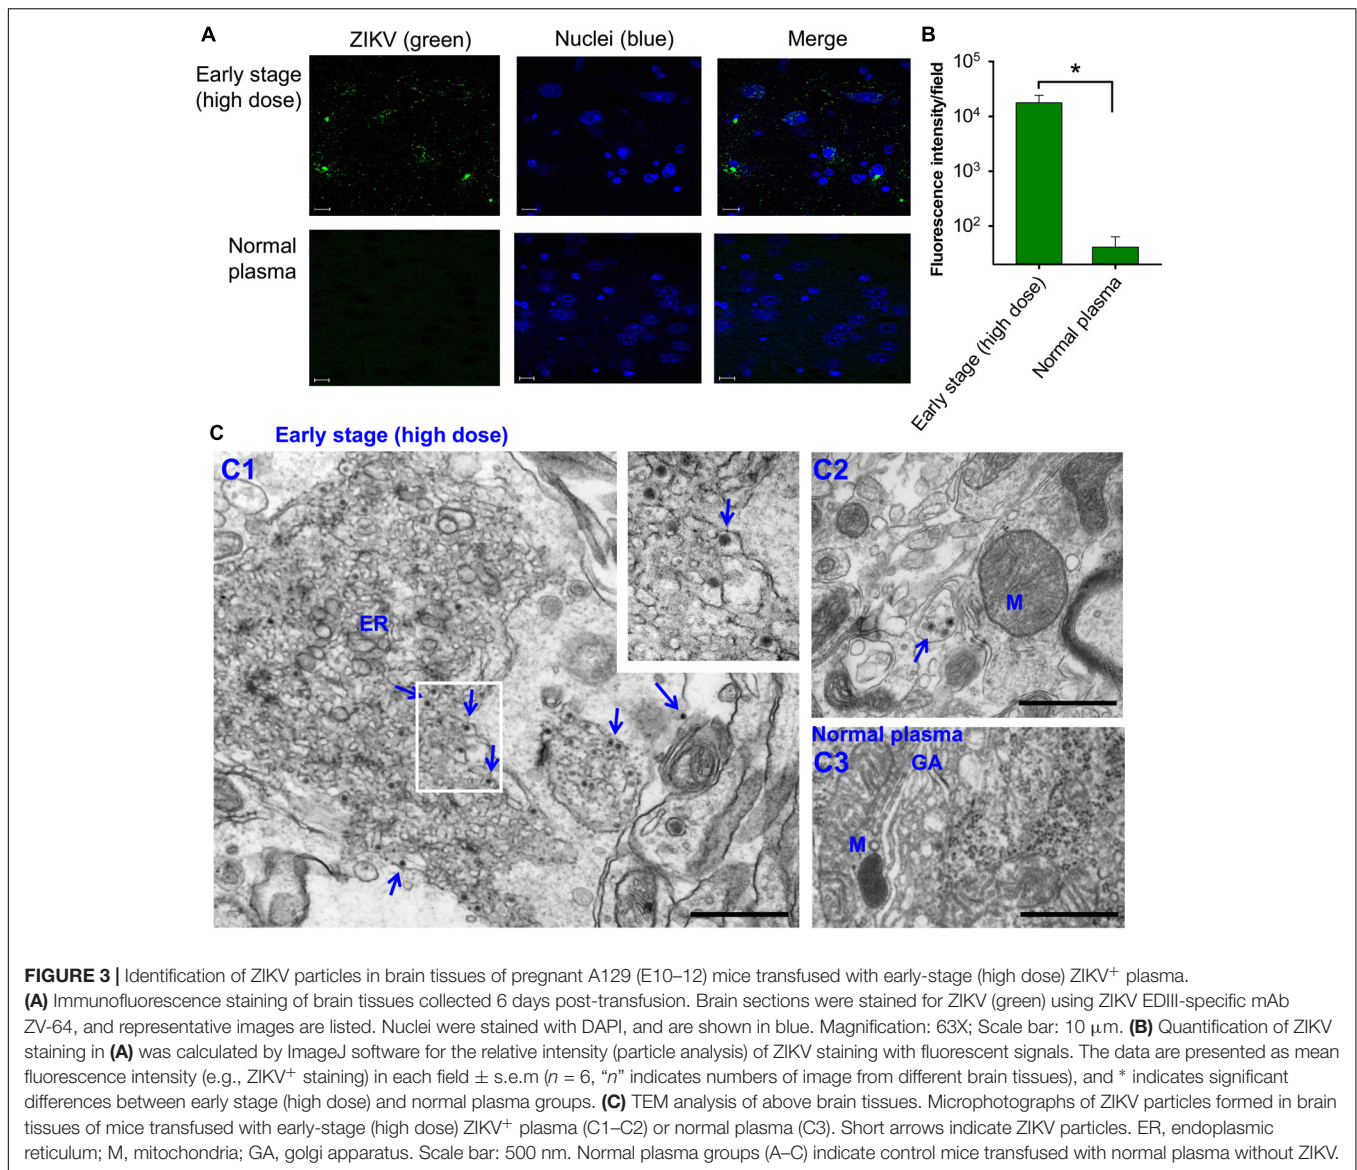 A
ZIKV (green)
Nuclei (blue)
Merge
Early stage
(high dose)
Normal
plasma
B
Fluorescence intensity/field
10⁵
10⁴
10³
10²
*
Early stage (high dose)
Normal plasma
C
Early stage (high dose)
C1
ER
C2
M
Normal plasma
C3
GA
M
FIGURE 3 | Identification of ZIKV particles in brain tissues of pregnant A129 (E10–12) mice transfused with early-stage (high dose) ZIKV⁺ plasma.
(A) Immunofluorescence staining of brain tissues collected 6 days post-transfusion. Brain sections were stained for ZIKV (green) using ZIKV EDIII-specific mAb
ZV-64, and representative images are listed. Nuclei were stained with DAPI, and are shown in blue. Magnification: 63X; Scale bar: 10 μm. (B) Quantification of ZIKV
staining in (A) was calculated by ImageJ software for the relative intensity (particle analysis) of ZIKV staining with fluorescent signals. The data are presented as mean
fluorescence intensity (e.g., ZIKV⁺ staining) in each field ± s.e.m (n = 6, “n” indicates numbers of image from different brain tissues), and * indicates significant
differences between early stage (high dose) and normal plasma groups. (C) TEM analysis of above brain tissues. Microphotographs of ZIKV particles formed in brain
tissues of mice transfused with early-stage (high dose) ZIKV⁺ plasma (C1–C2) or normal plasma (C3). Short arrows indicate ZIKV particles. ER, endoplasmic
reticulum; M, mitochondria; GA, golgi apparatus. Scale bar: 500 nm. Normal plasma groups (A–C) indicate control mice transfused with normal plasma without ZIKV.